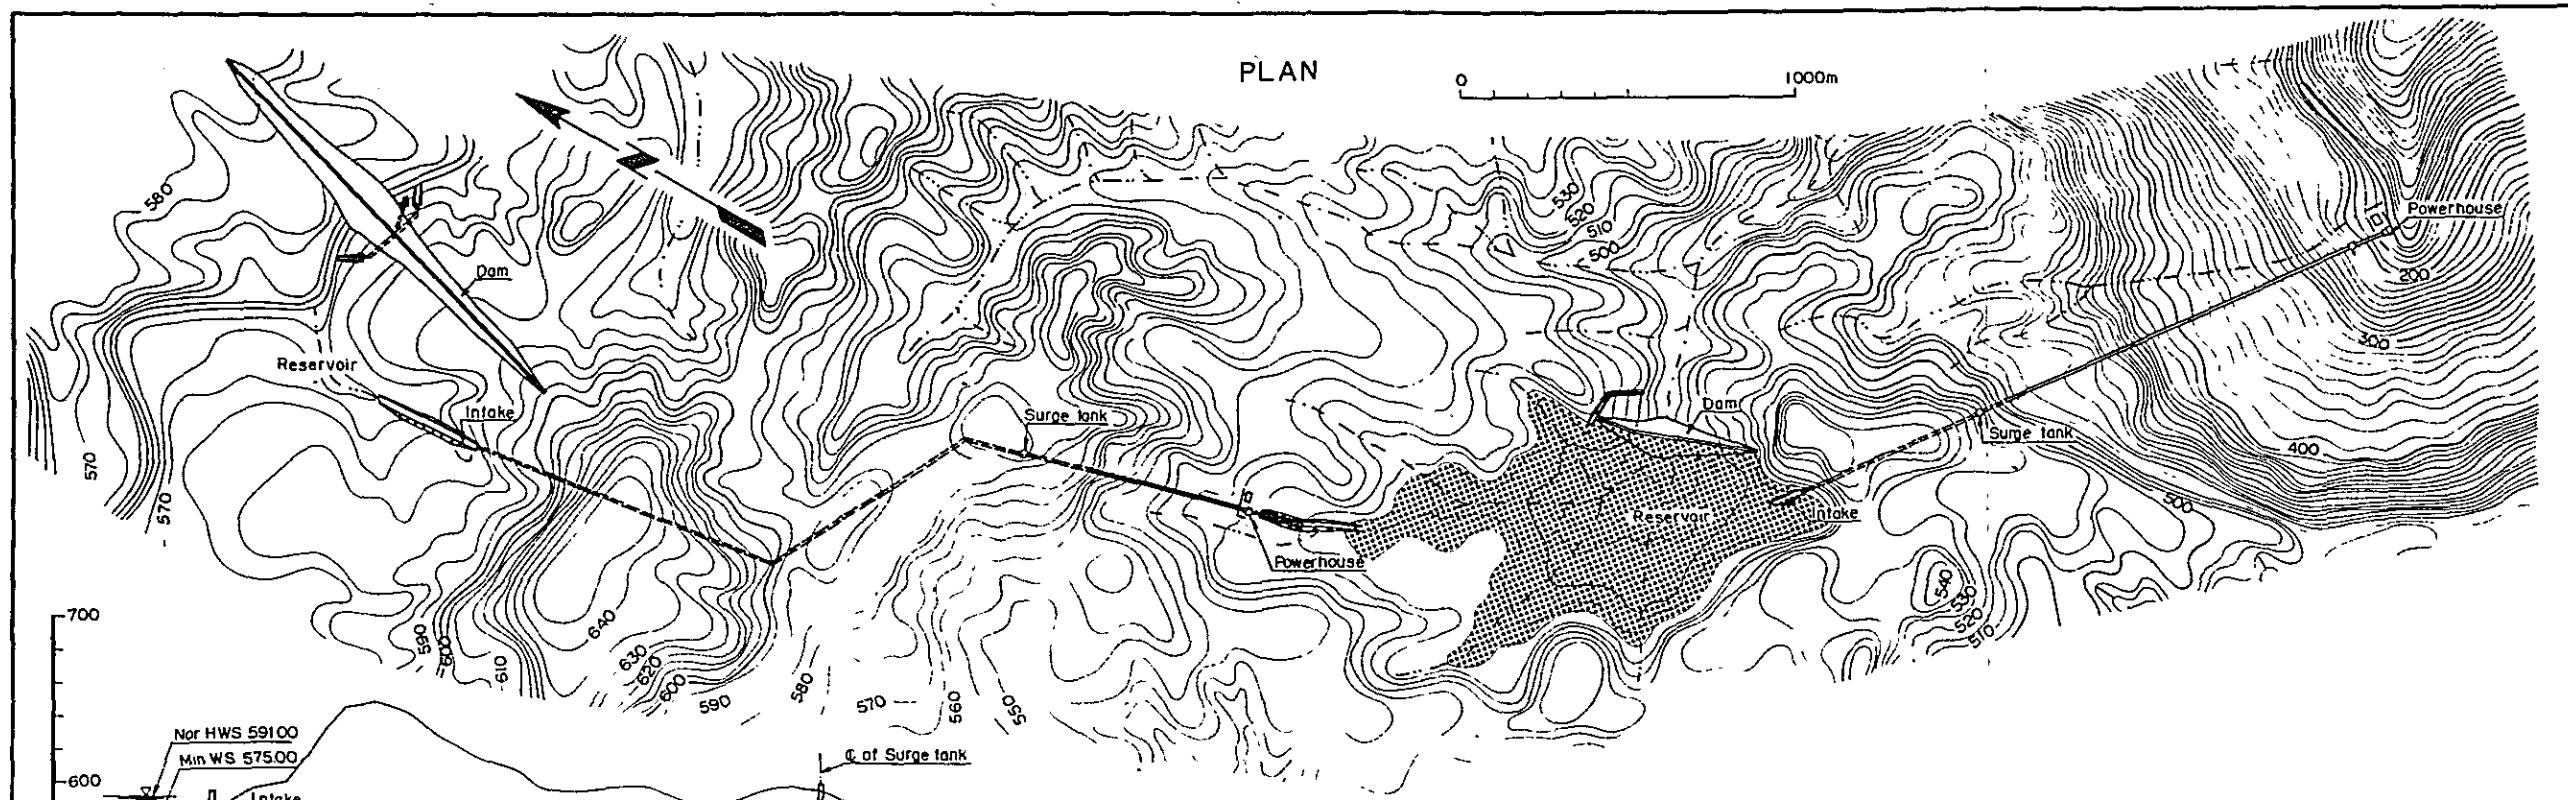 PLAN
0 1000m
580
Dam
Reservoir
Intake
570
570
590
600
610
640
630
620
600
590
580
570
560
550
Surge tank
Powerhouse
530
520
510
500
Dam
Reservoir
Intake
Surge tank
Powerhouse
200
300
400
500
540
530
520
510
700
Nor HWS 591.00
Min WS 575.00
600
Intake
℄ of Surge tank